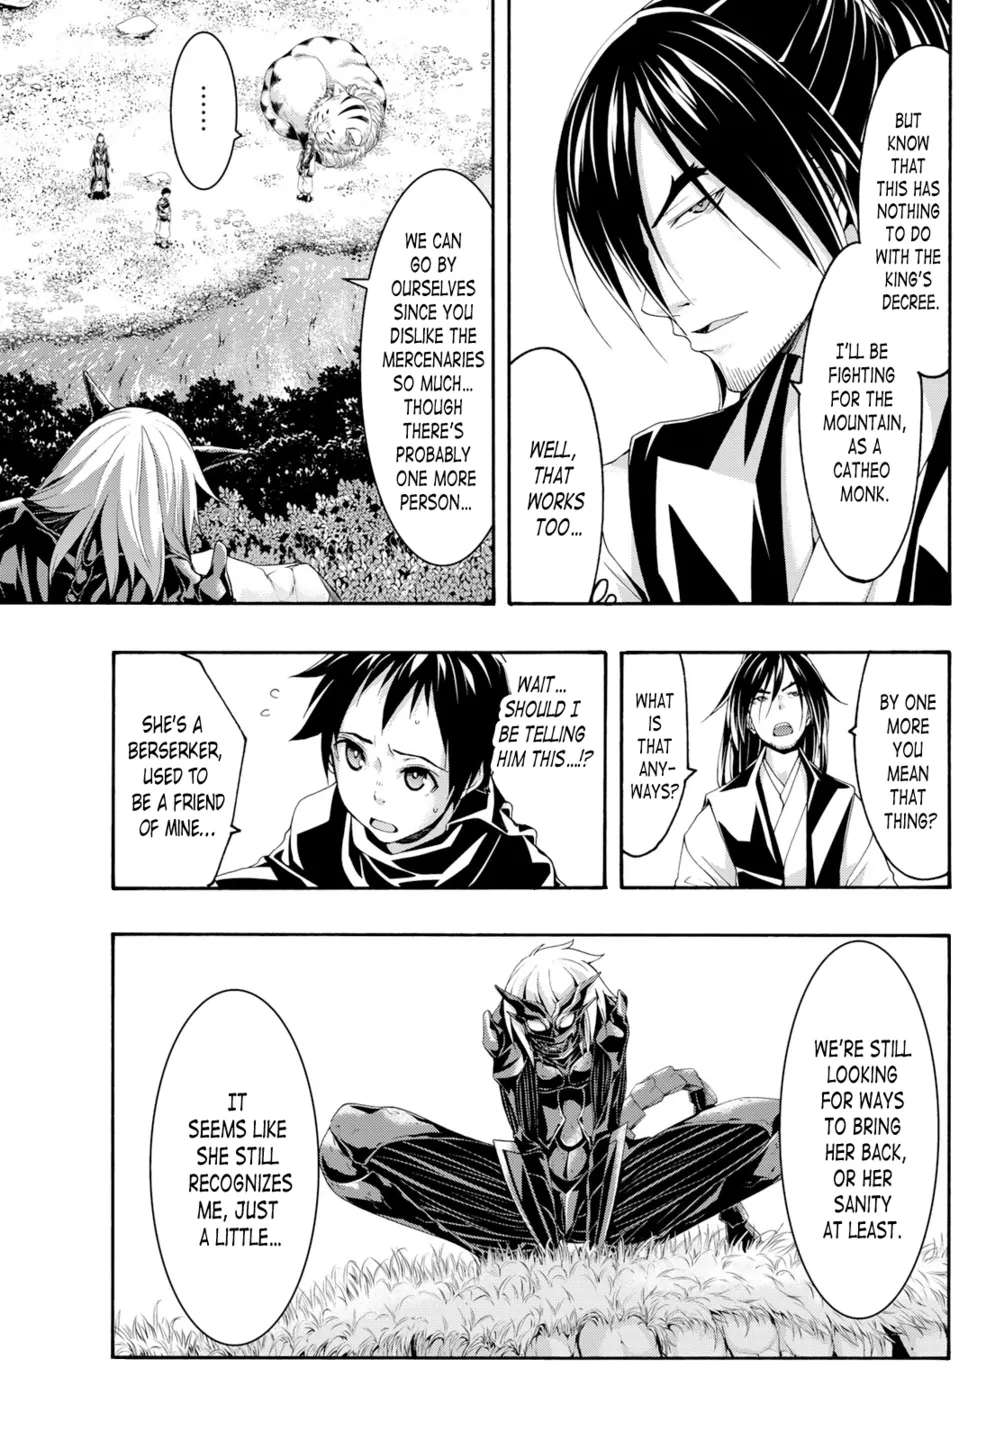 BUT
KNOW
THAT
THIS HAS
NOTHING
TO DO
WITH THE
KING'S
DECREE.
I'LL BE
FIGHTING
FOR THE
MOUNTAIN,
AS A
CATHEO
MONK.
WELL,
THAT
WORKS
TOO...
.......
WE CAN
GO BY
OURSELVES
SINCE YOU
DISLIKE THE
MERCENARIES
SO MUCH...
THOUGH
THERE'S
PROBABLY
ONE MORE
PERSON...
BY ONE
MORE
YOU
MEAN
THAT
THING?
WHAT
IS
THAT
ANY-
WAYS?
WAIT...
SHOULD I
BE TELLING
HIM THIS...!?
SHE'S A
BERSERKER,
USED TO
BE A FRIEND
OF MINE...
WE'RE STILL
LOOKING
FOR WAYS
TO BRING
HER BACK,
OR HER
SANITY
AT LEAST.
IT
SEEMS LIKE
SHE STILL
RECOGNIZES
ME, JUST
A LITTLE...